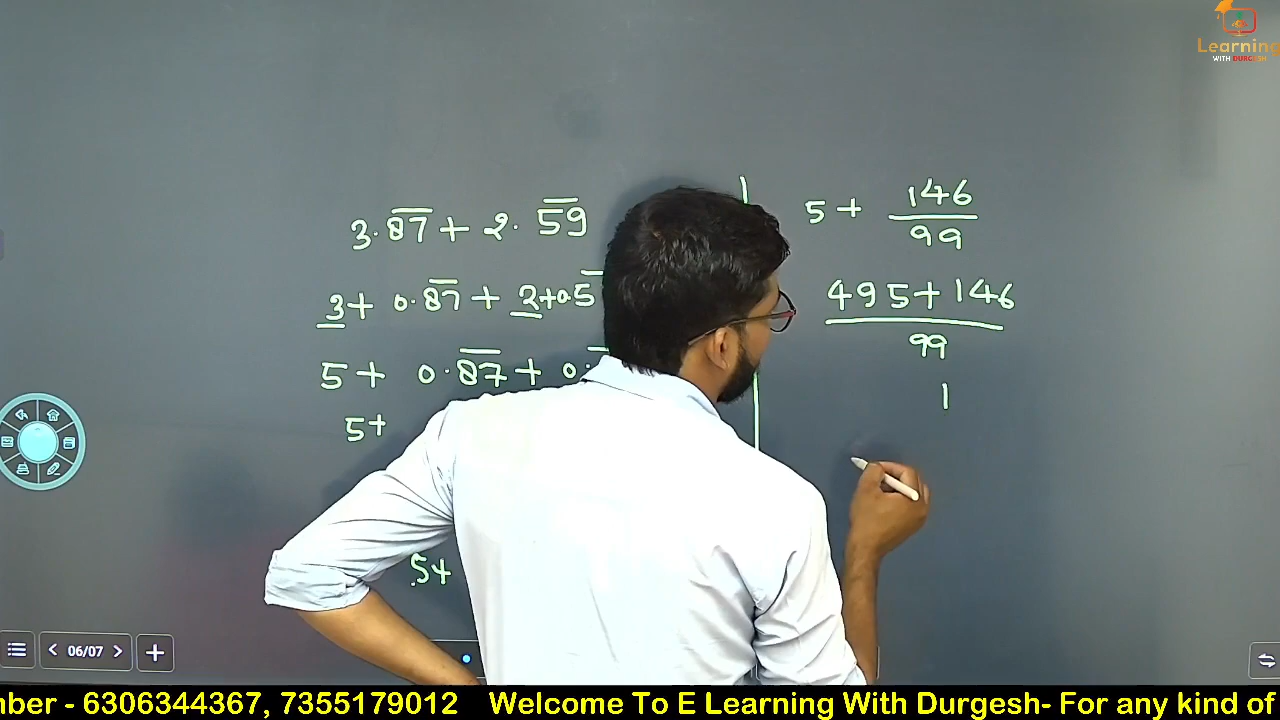 Learning
WITH DURGESH
3.8̅7̅ + 2.5̅9̅
3 + 0.8̅7̅ + 2 + 0.5̅
5 + 0.8̅7̅ + 0.
5 +
5 +
5 + 146/99
495 + 146
99
1
06/07
mber - 6306344367, 7355179012 Welcome To E Learning With Durgesh- For any kind of